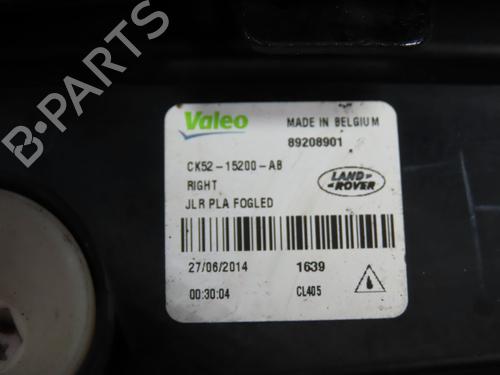 Valeo
MADE IN BELGIUM
89208901
CK52-15200-AB
RIGHT
LAND ROVER
JLR PLA FOGLED
27/06/2014 1639
00:30:04 CL405
B-PARTS